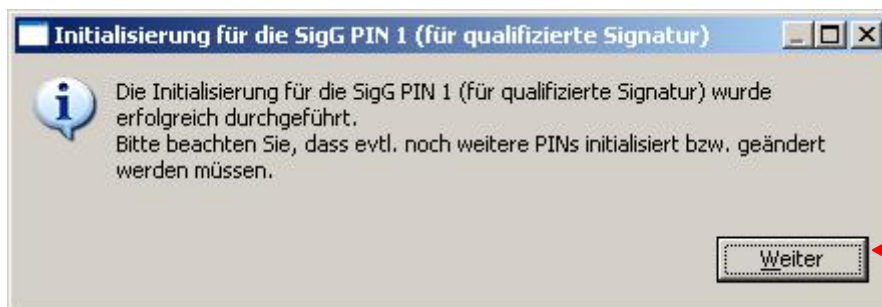 Initialisierung für die SigG PIN 1 (für qualifizierte Signatur)
Die Initialisierung für die SigG PIN 1 (für qualifizierte Signatur) wurde
erfolgreich durchgeführt.
Bitte beachten Sie, dass evtl. noch weitere PINs initialisiert bzw. geändert
werden müssen.
Weiter